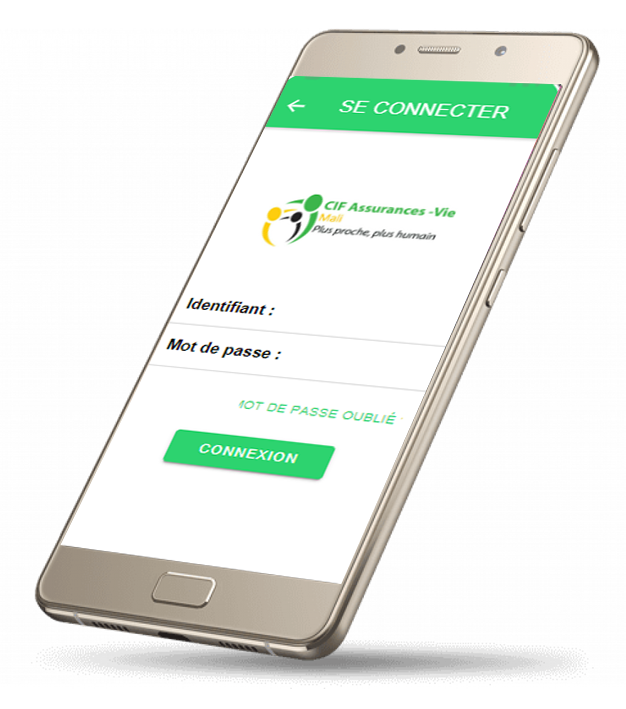 SE CONNECTER
CIF Assurances -Vie
Mali
Plus proche, plus humain
Identifiant :
Mot de passe :
MOT DE PASSE OUBLIÉ
CONNEXION